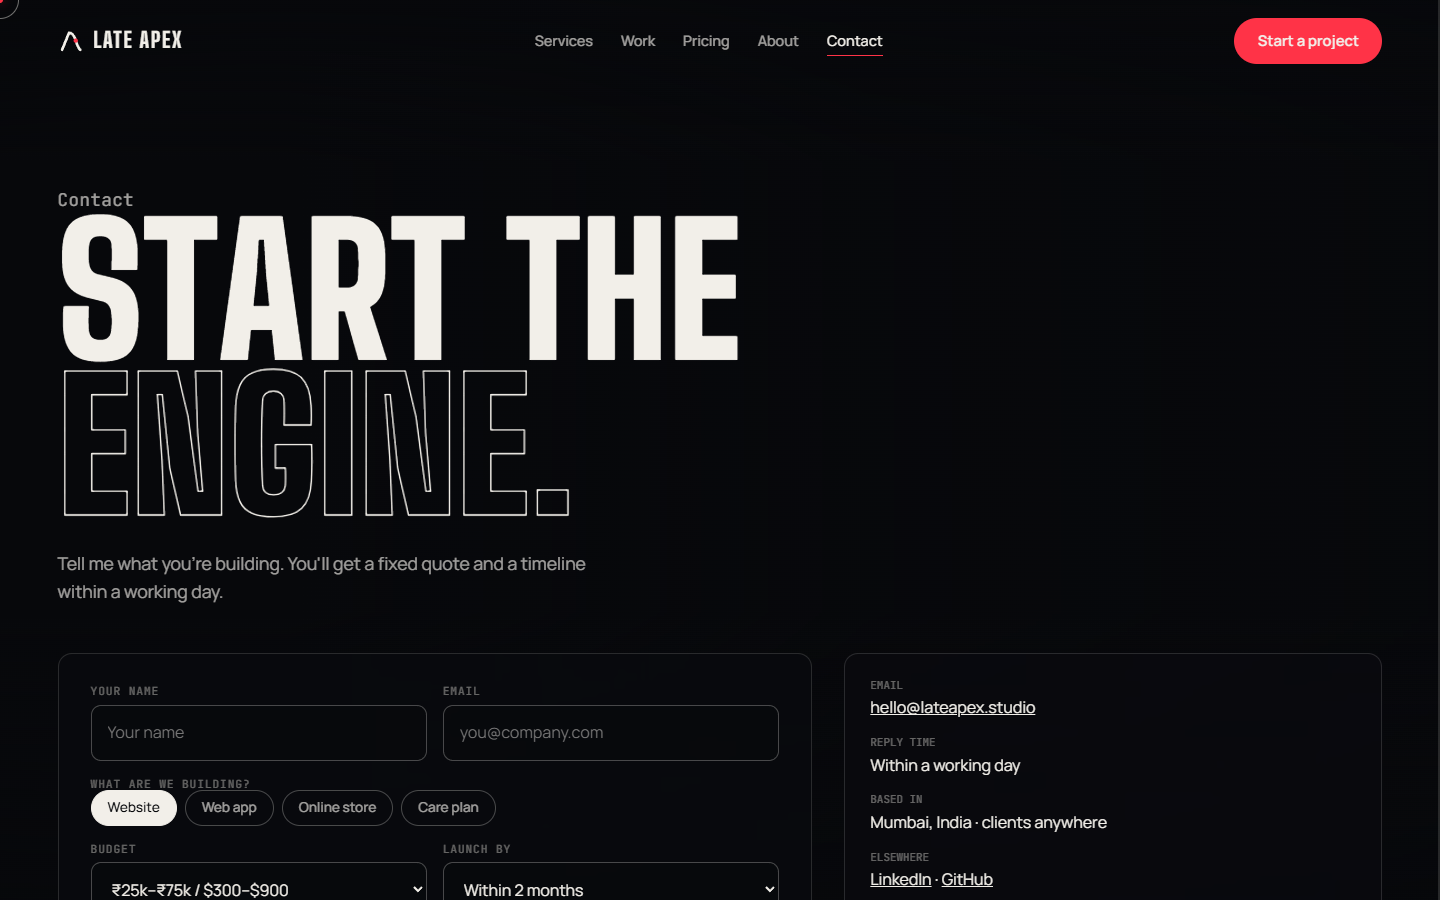 LATE APEX
Services
Work
Pricing
About
Contact
Start a project
Contact
START THE
ENGINE.
Tell me what you're building. You'll get a fixed quote and a timeline
within a working day.
YOUR NAME
Your name
EMAIL
you@company.com
WHAT ARE WE BUILDING?
Website
Web app
Online store
Care plan
BUDGET
₹25k–₹75k / $300–$900
LAUNCH BY
Within 2 months
EMAIL
hello@lateapex.studio
REPLY TIME
Within a working day
BASED IN
Mumbai, India · clients anywhere
ELSEWHERE
LinkedIn · GitHub